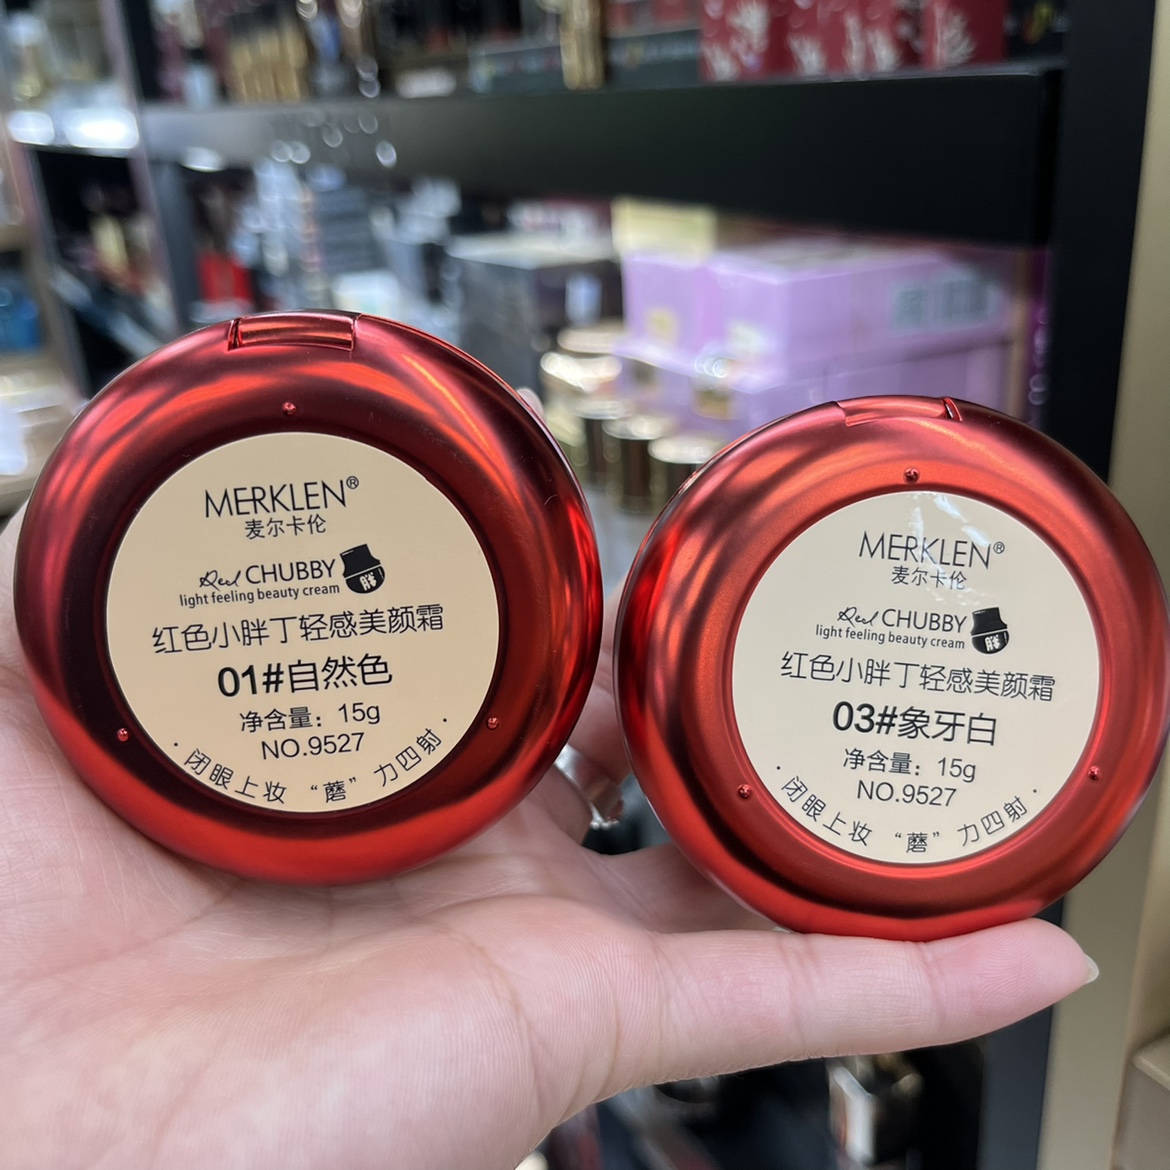 MERKLEN®
麦尔卡伦
Red CHUBBY
胖
light feeling beauty cream
红色小胖丁轻感美颜霜
01#自然色
净含量：15g
NO.9527
·闭眼上妆 “蘑” 力四射·
MERKLEN®
麦尔卡伦
Red CHUBBY
胖
light feeling beauty cream
红色小胖丁轻感美颜霜
03#象牙白
净含量：15g
NO.9527
·闭眼上妆 “蘑” 力四射·